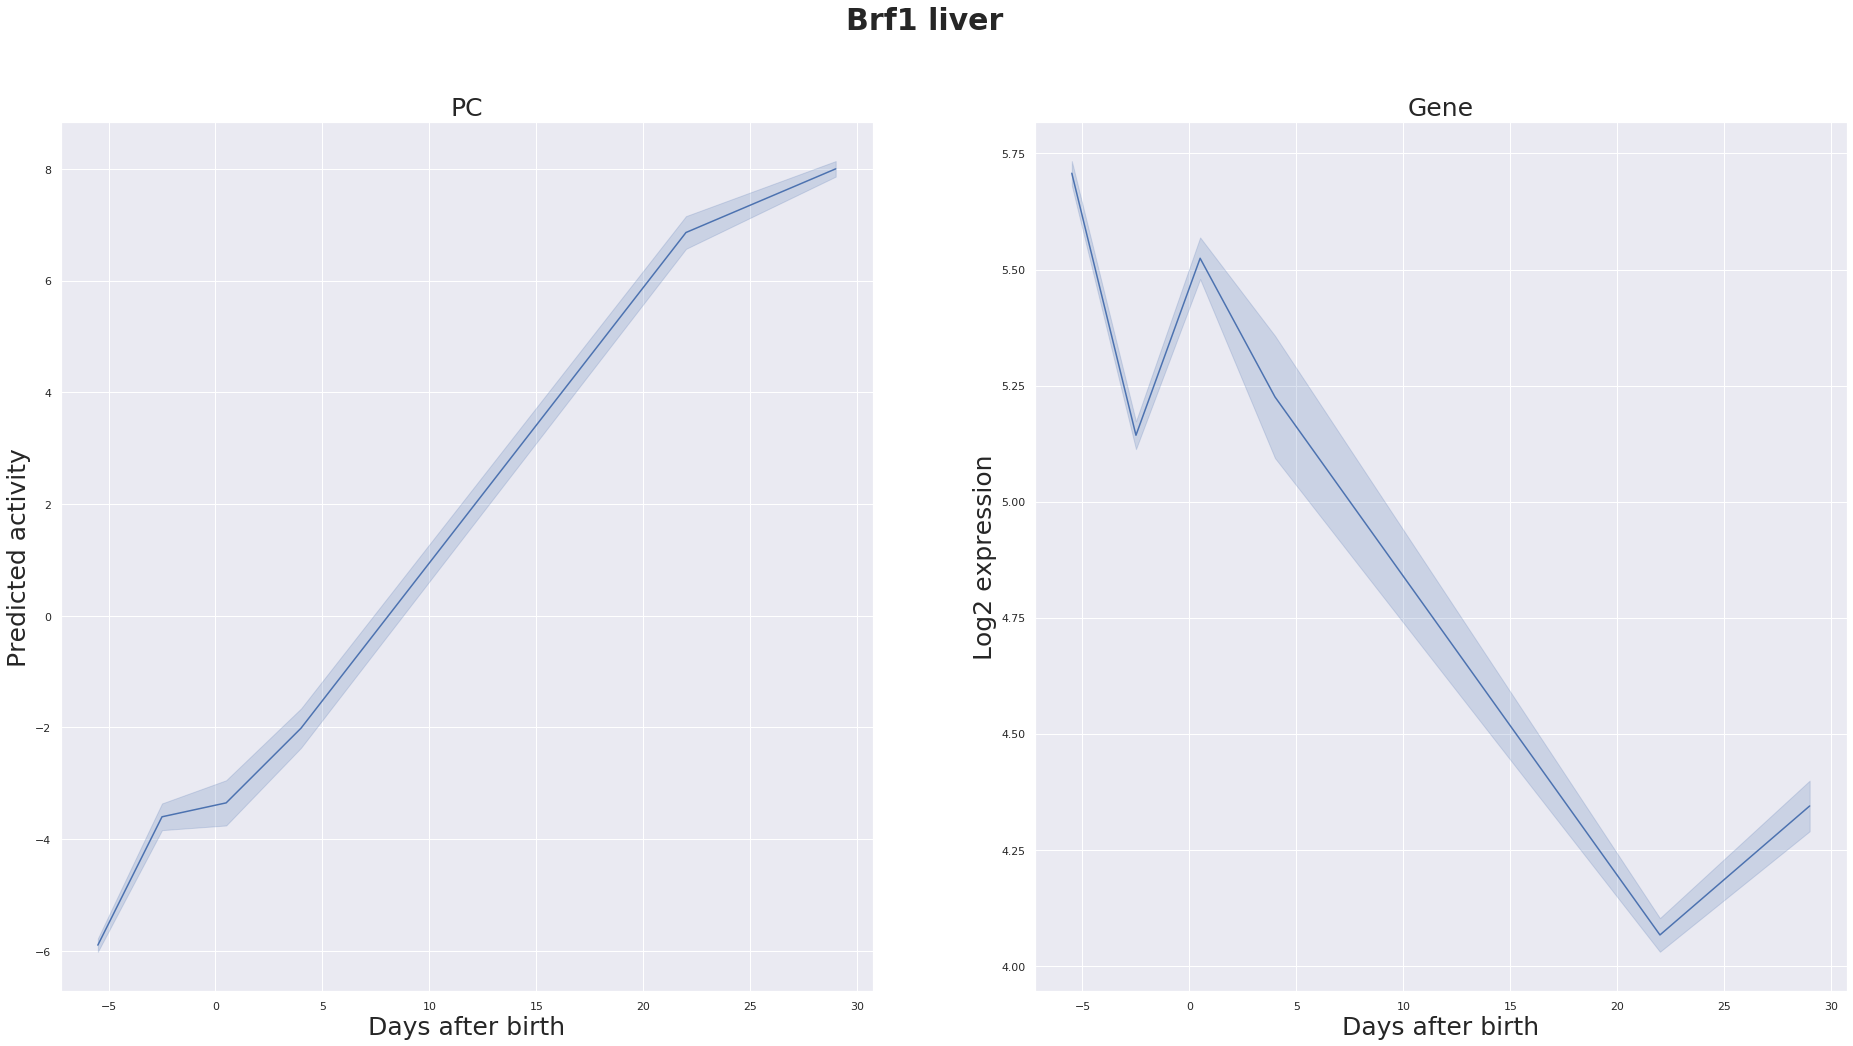 Brf1 liver
PC
Predicted activity
8
6
4
2
0
−2
−4
−6
−5 0 5 10 15 20 25 30
Days after birth
Gene
Log2 expression
5.75
5.50
5.25
5.00
4.75
4.50
4.25
4.00
−5 0 5 10 15 20 25 30
Days after birth